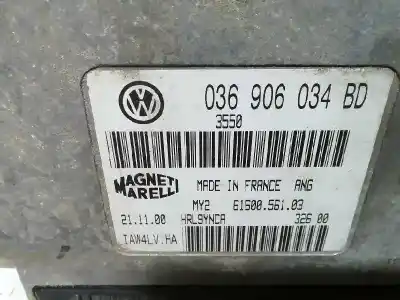 036 906 034 BD
3550
MAGNETI MARELLI
MADE IN FRANCE ANG
MY2 61600.561.03
21.11.00 HRL9YNCA 326 00
IAW4LV.HA